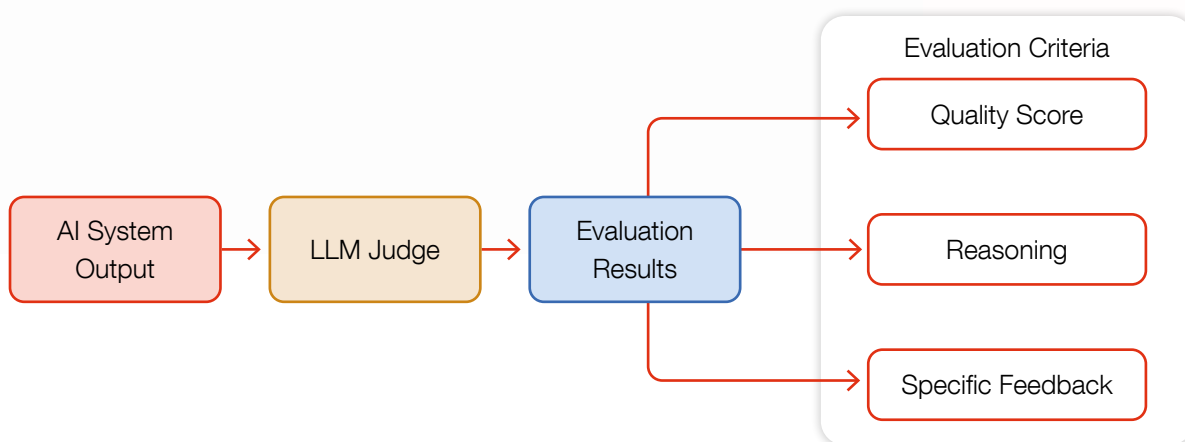 Evaluation Criteria
Quality Score
AI System
Output
LLM Judge
Evaluation
Results
Reasoning
Specific Feedback